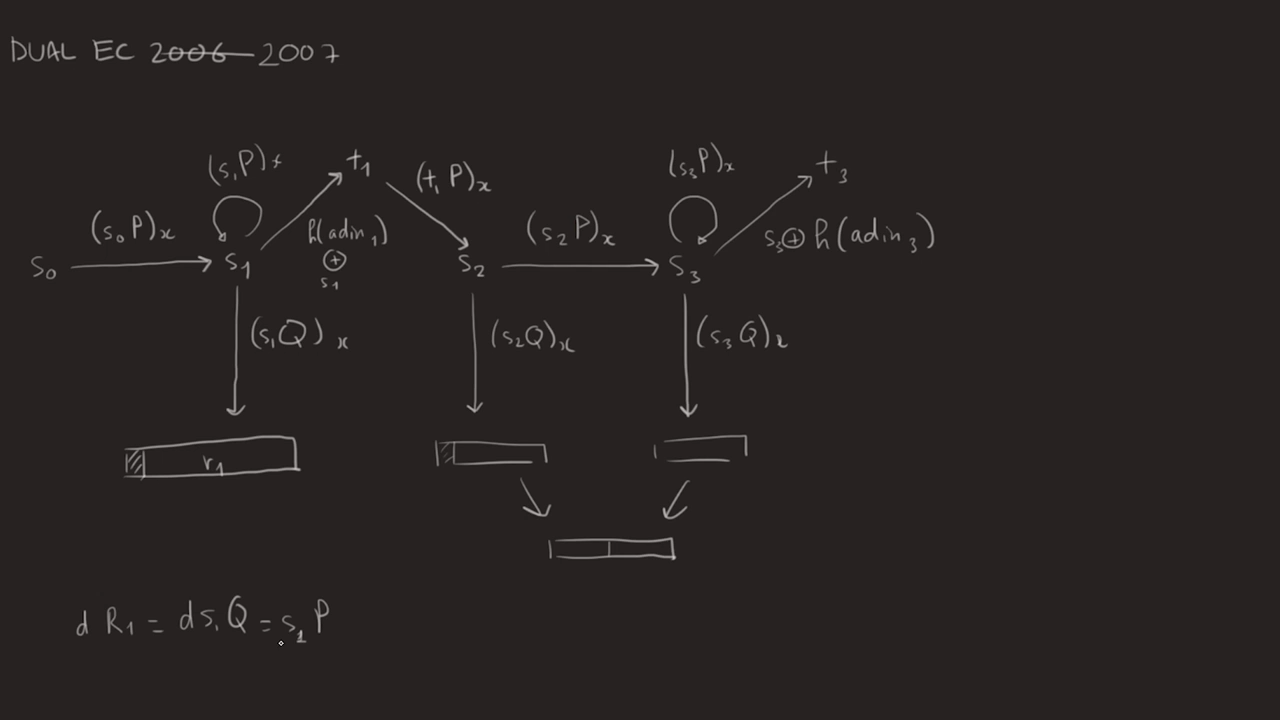 DUAL EC 2006 2007
(s₁P)x t₁ (t₁ P)x (s₃P)x t₃
(s₀P)x h(adin₁) (s₂P)x s₃⊕ h(adin₃)
s₀ s₁ ⊕ s₂ s₃
s₁
(s₁Q)x (s₂Q)x (s₃Q)x
r₁
d R₁ = d s₁ Q = s₁ P